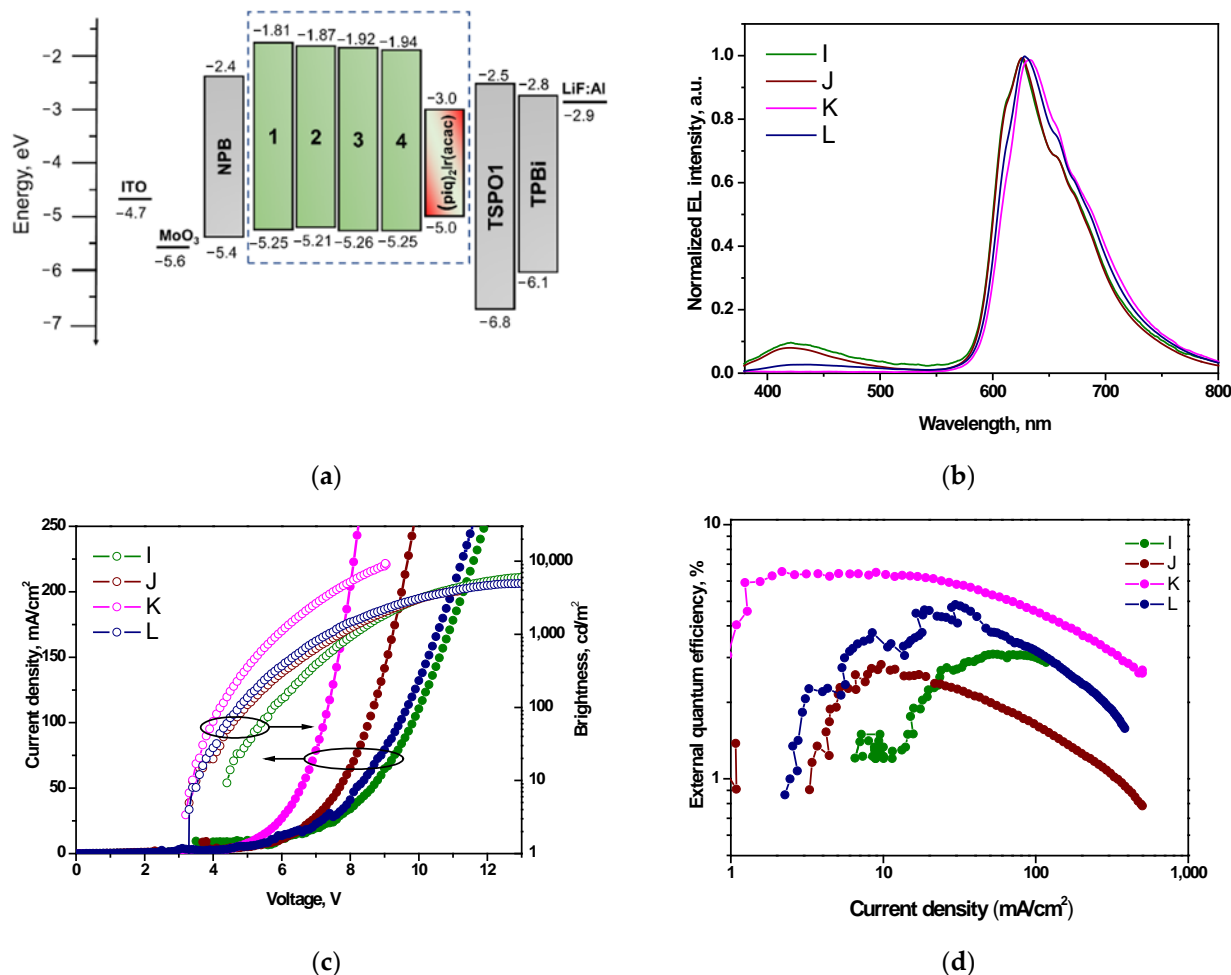 −1.81 −1.87 −1.92 −1.94
−2 −2.4 −2.5 −2.8 LiF:Al
−3 −3.0 −2.9
Energy, eV
−4
−5
−6
−7
ITO
−4.7
MoO3
−5.6
NPB
−5.4
1 2 3 4
(piq)2Ir(acac)
−5.25 −5.21 −5.26 −5.25 −5.0
TSPO1
−6.8
TPBi
−6.1
(a)
Normalized EL intensity, a.u.
1.0
0.8
0.6
0.4
0.2
0.0
I
J
K
L
400 500 600 700 800
Wavelength, nm
(b)
Current density, mA/cm2
250
200
150
100
50
0
I
J
K
L
10,000
1,000
100
10
1
Brightness, cd/m2
0 2 4 6 8 10 12
Voltage, V
(c)
External quantum efficiency, %
10
1
I
J
K
L
1 10 100 1,000
Current density (mA/cm2)
(d)